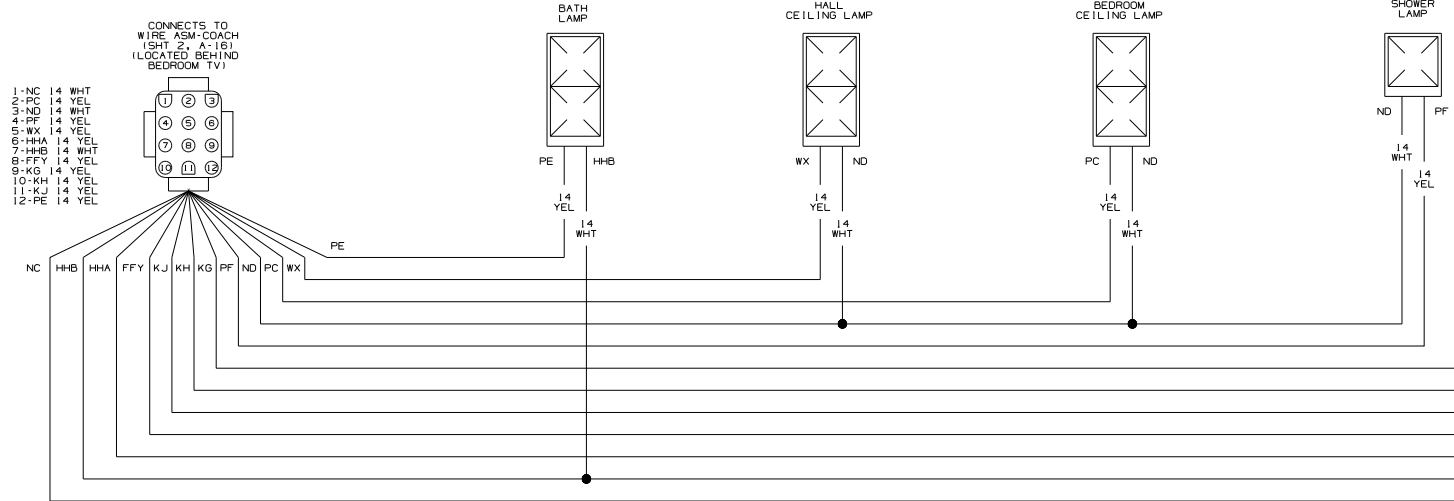 CONNECTS TO
WIRE ASM-COACH
(SHT 2, A-16)
(LOCATED BEHIND
BEDROOM TV)
1-NC 14 WHT
2-PC 14 YEL
3-ND 14 WHT
4-PF 14 YEL
5-WX 14 YEL
6-HHA 14 YEL
7-HHB 14 WHT
8-FFY 14 YEL
9-KG 14 YEL
10-KH 14 YEL
11-KJ 14 YEL
12-PE 14 YEL
1 2 3
4 5 6
7 8 9
10 11 12
BATH
LAMP
PE HHB
14
YEL
14
WHT
HALL
CEILING LAMP
WX ND
14
YEL
14
WHT
BEDROOM
CEILING LAMP
PC ND
14
YEL
14
WHT
SHOWER
LAMP
ND PF
14
WHT
14
YEL
PE
NC HHB HHA FFY KJ KH KG PF ND PC WX